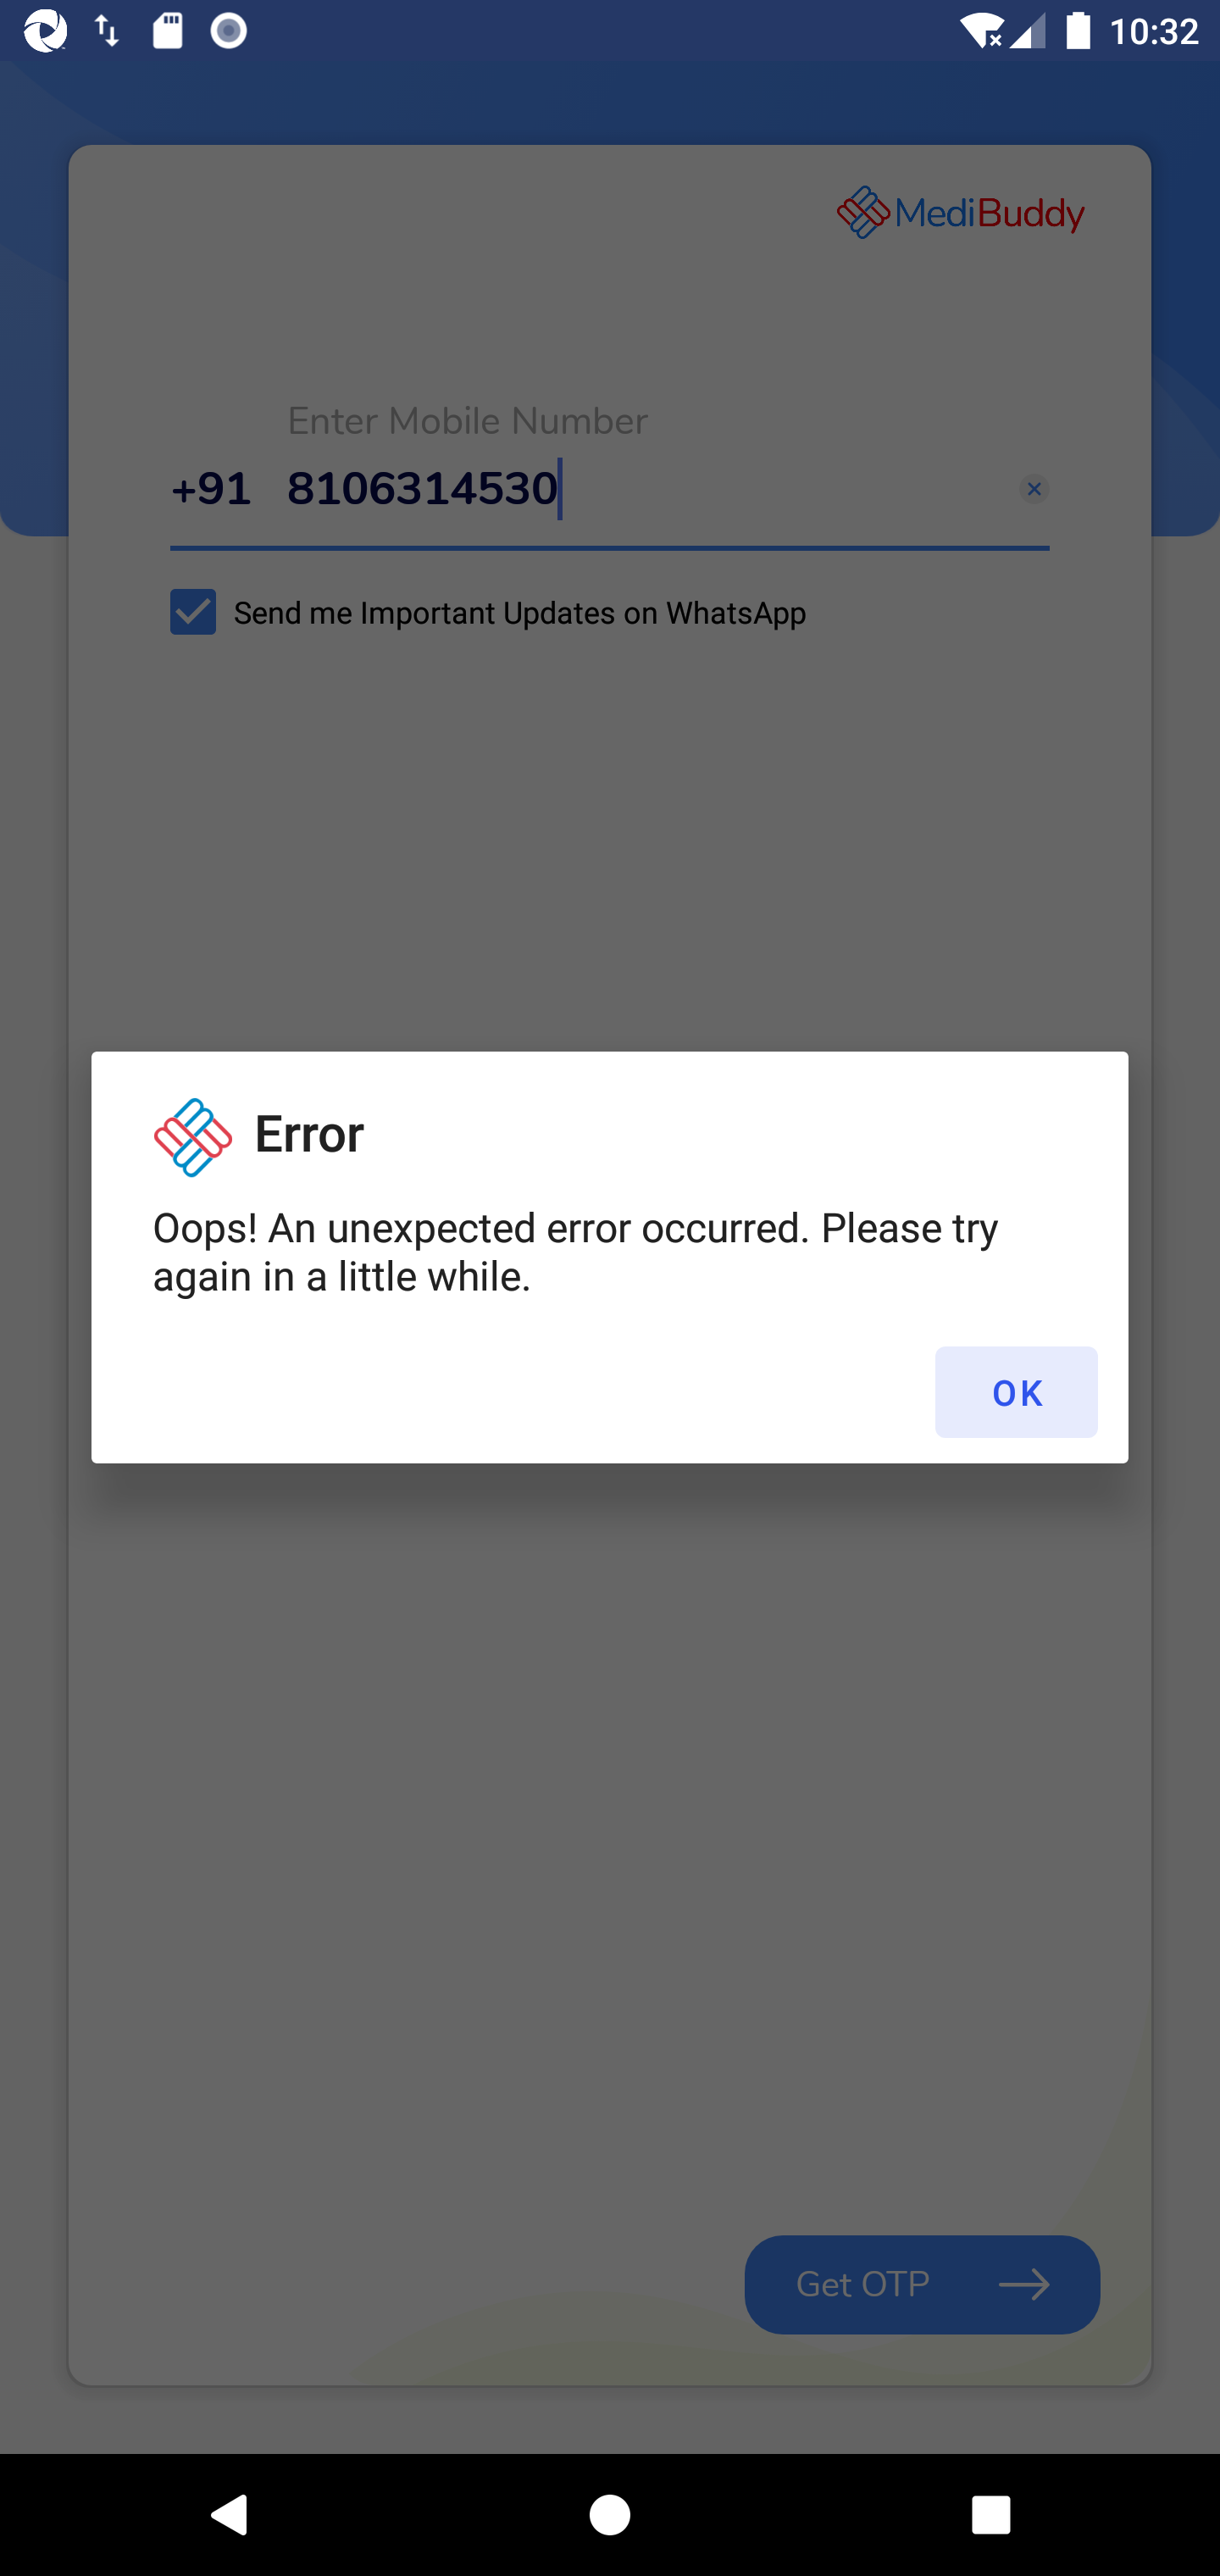 10:32
MediBuddy
Enter Mobile Number
+91 8106314530
Send me Important Updates on WhatsApp
Error
Oops! An unexpected error occurred. Please try
again in a little while.
OK
Get OTP